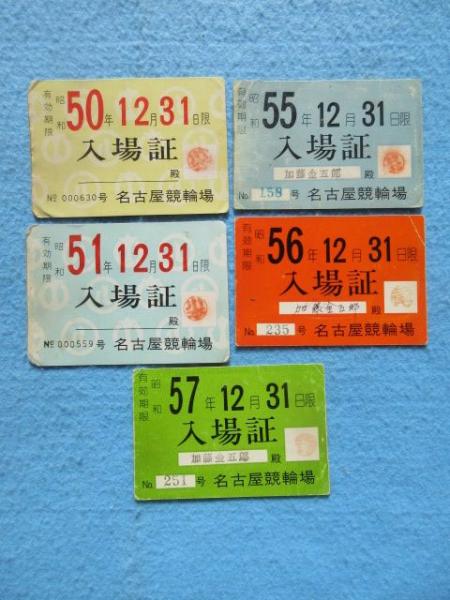 有効期限
昭和
50年12月31日限
入場証
殿
№ 000630号 名古屋競輪場
有効期限
昭和
55年12月31日限
入場証
加藤金五郎 殿
No. 158 号 名古屋競輪場
有効期限
昭和
51年12月31日限
入場証
殿
№ 000559号 名古屋競輪場
有効期限
昭和
56年12月31日限
入場証
加藤金五郎 殿
No. 235 号 名古屋競輪場
有効期限
昭和
57年12月31日限
入場証
加藤金五郎 殿
No. 251 号 名古屋競輪場